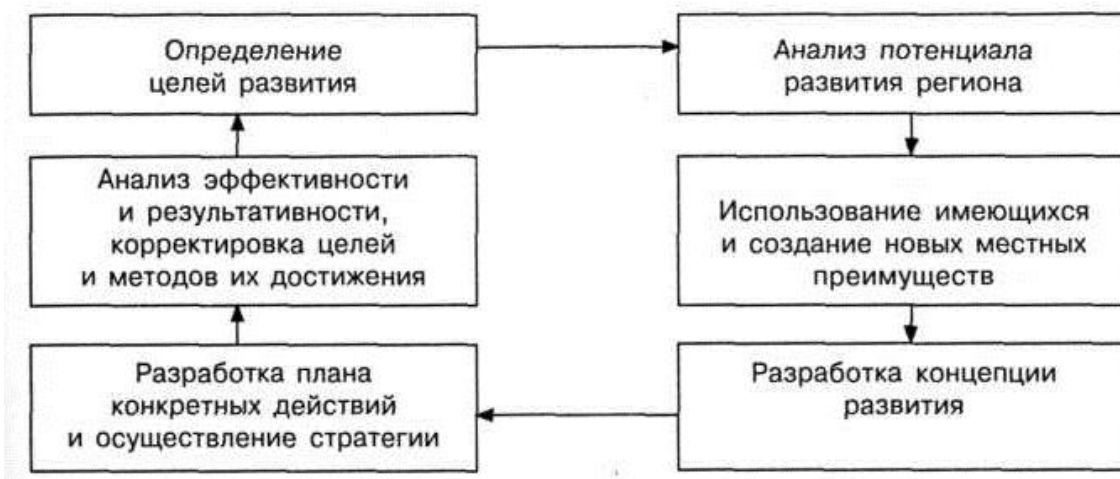 Определение
целей развития
Анализ потенциала
развития региона
Использование имеющихся
и создание новых местных
преимуществ
Разработка концепции
развития
Разработка плана
конкретных действий
и осуществление стратегии
Анализ эффективности
и результативности,
корректировка целей
и методов их достижения